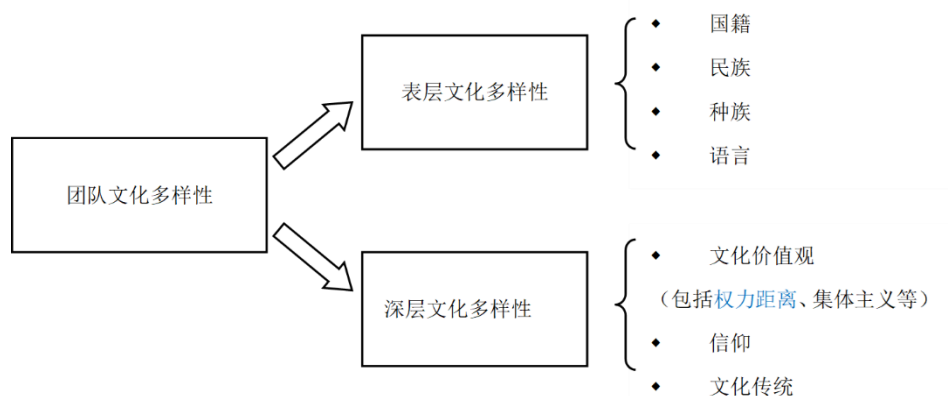 团队文化多样性
表层文化多样性
◆ 国籍
◆ 民族
◆ 种族
◆ 语言
深层文化多样性
◆ 文化价值观
（包括权力距离、集体主义等）
◆ 信仰
◆ 文化传统